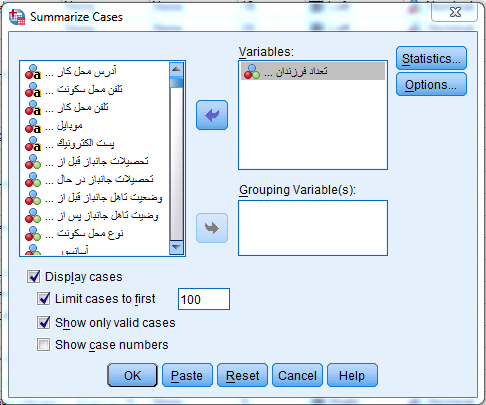 Summarize Cases
Variables:
آدرس محل کار ...
تلفن محل سکونت ...
تلفن محل کار ...
موبایل ...
پست الکترونیك ...
تحصیلات جانباز قبل از ...
تحصیلات جانباز در حال ...
وضعیت تاهل جانباز قبل از ...
وضیت تاهل جانباز پس از ...
نوع محل سکونت ...
آسانسور ...
تعداد فرزندان ...
Statistics...
Options...
Grouping Variable(s):
Display cases
Limit cases to first 100
Show only valid cases
Show case numbers
OK Paste Reset Cancel Help